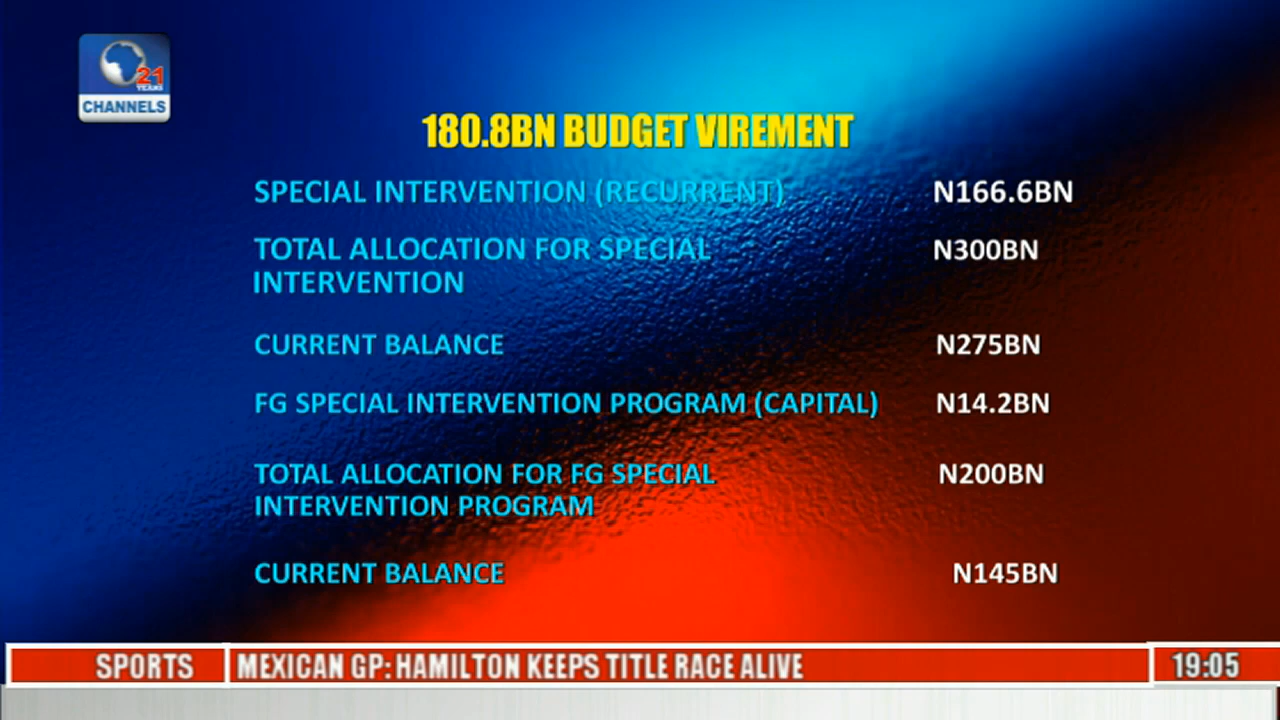 21
YEARS
CHANNELS
180.8BN BUDGET VIREMENT
SPECIAL INTERVENTION (RECURRENT) N166.6BN
TOTAL ALLOCATION FOR SPECIAL N300BN
INTERVENTION
CURRENT BALANCE N275BN
FG SPECIAL INTERVENTION PROGRAM (CAPITAL) N14.2BN
TOTAL ALLOCATION FOR FG SPECIAL N200BN
INTERVENTION PROGRAM
CURRENT BALANCE N145BN
SPORTS MEXICAN GP: HAMILTON KEEPS TITLE RACE ALIVE 19:05